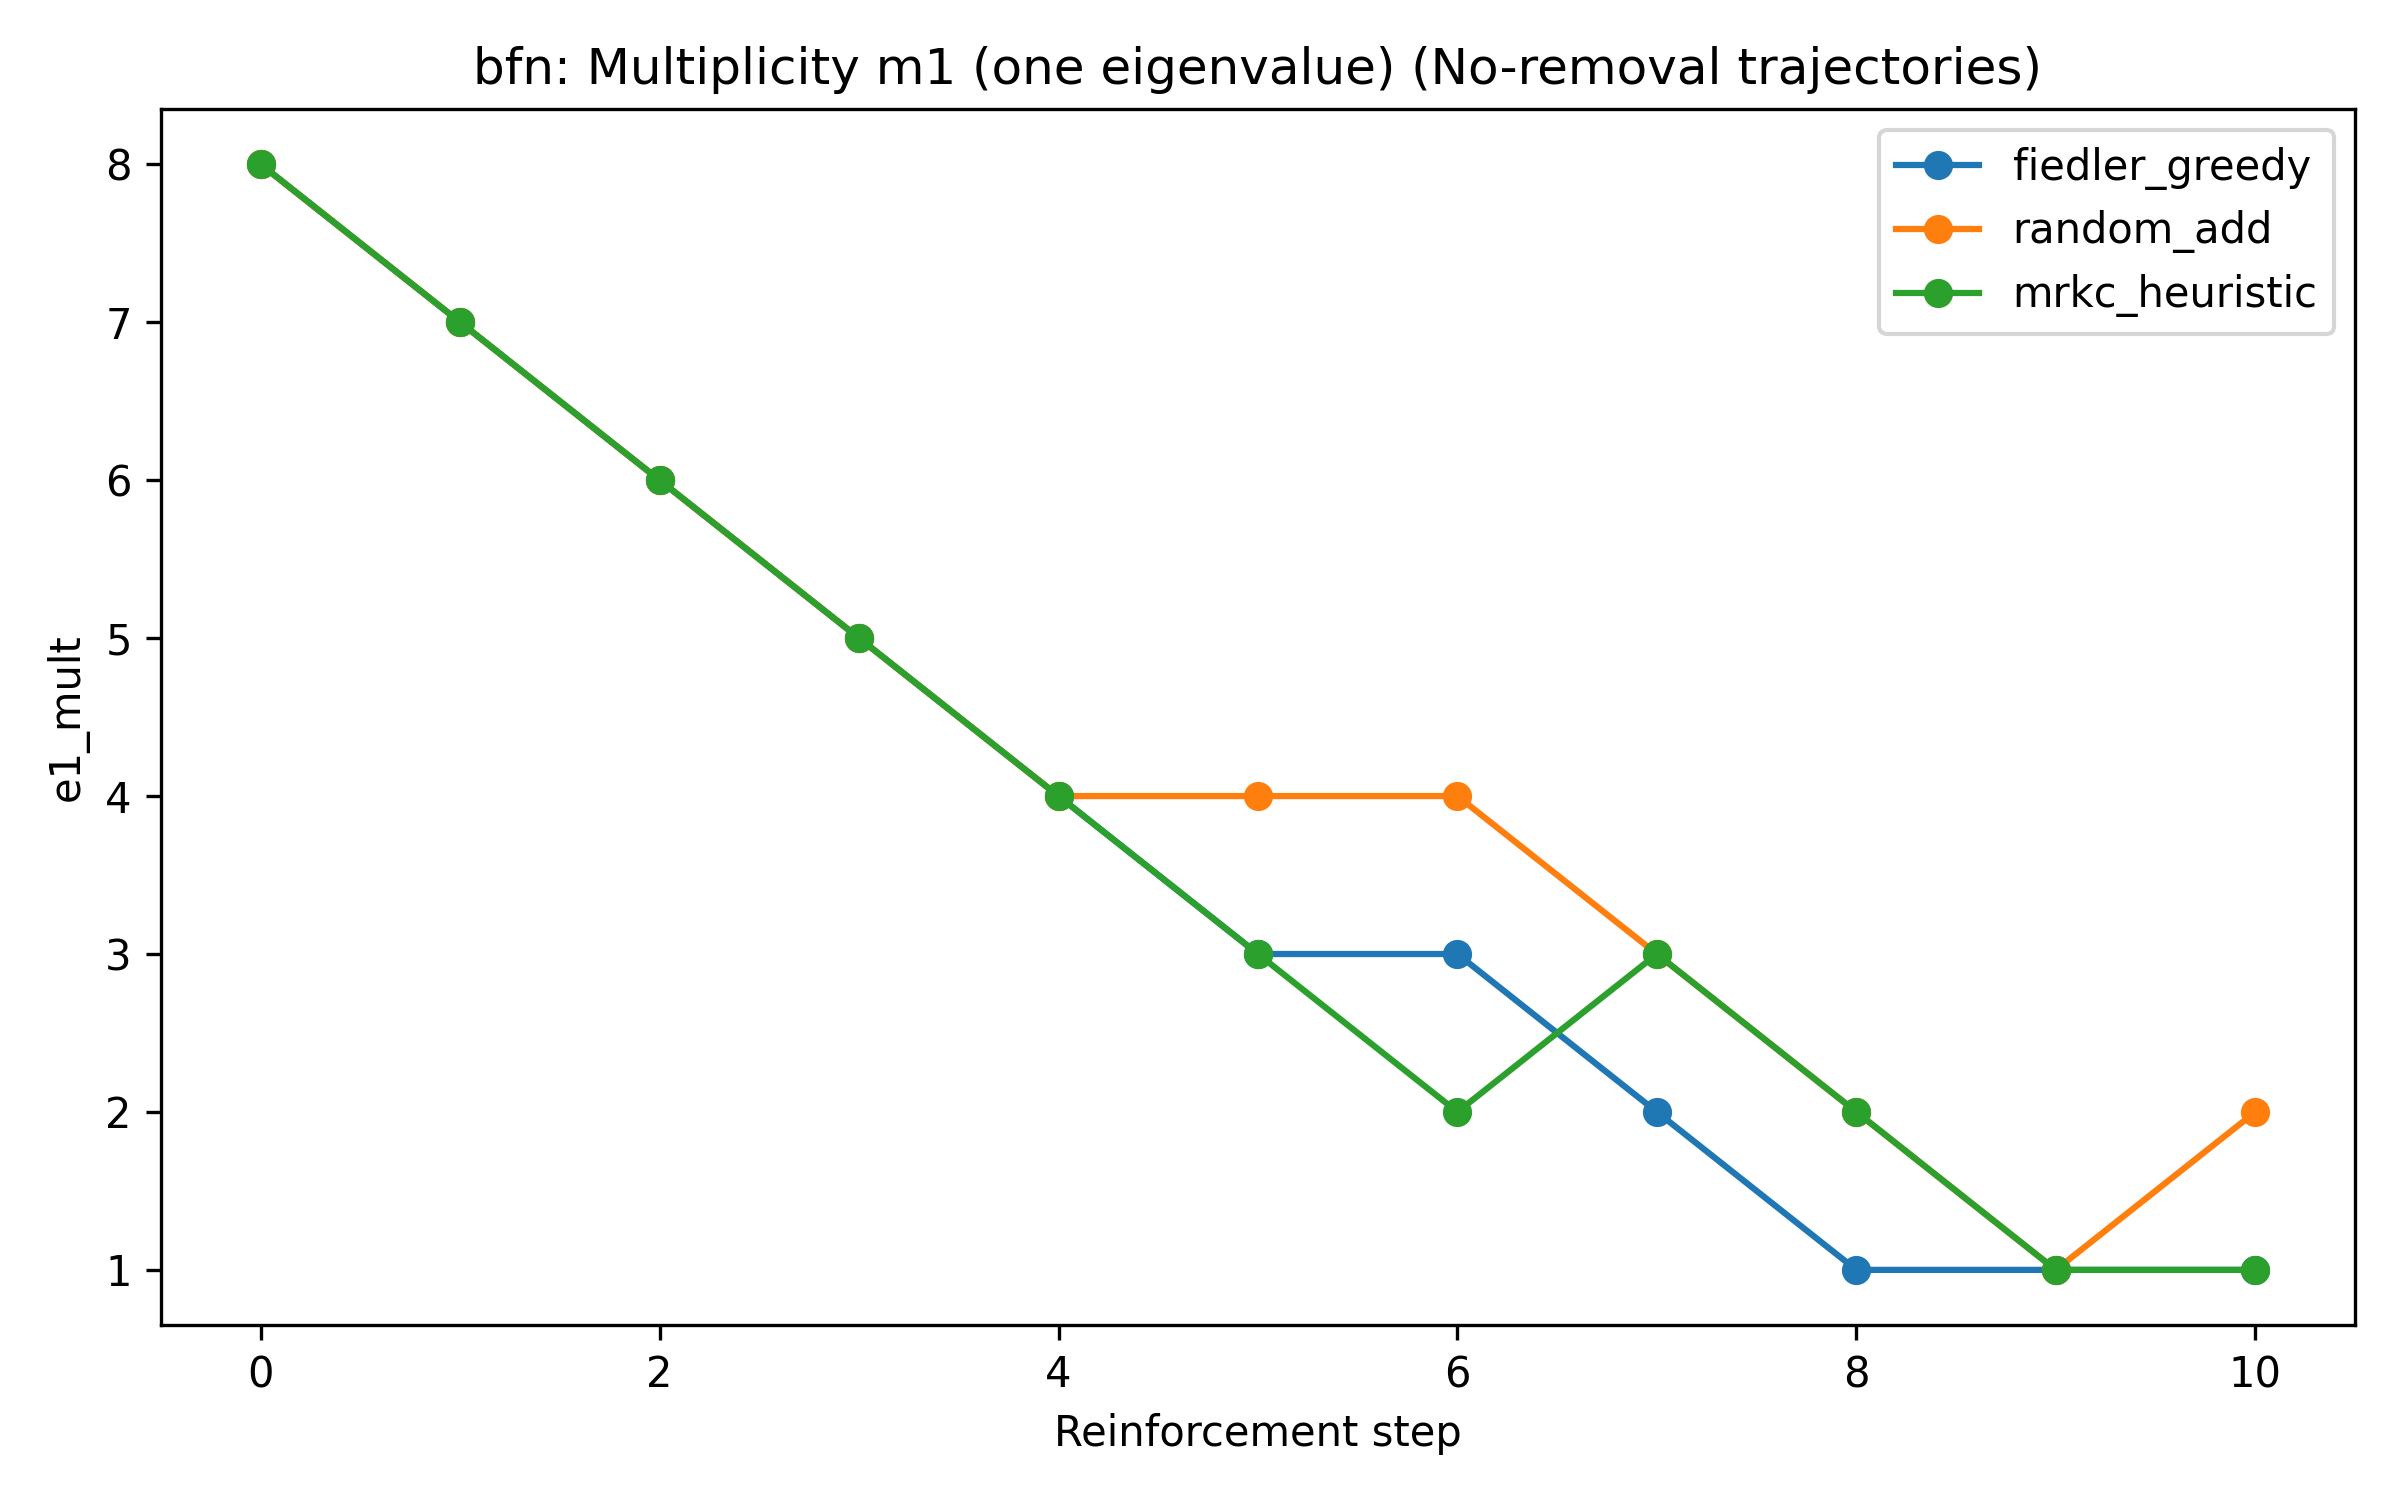 bfn: Multiplicity m1 (one eigenvalue) (No-removal trajectories)
fiedler_greedy
random_add
mrkc_heuristic
e1_mult
8
7
6
5
4
3
2
1
0
2
4
6
8
10
Reinforcement step